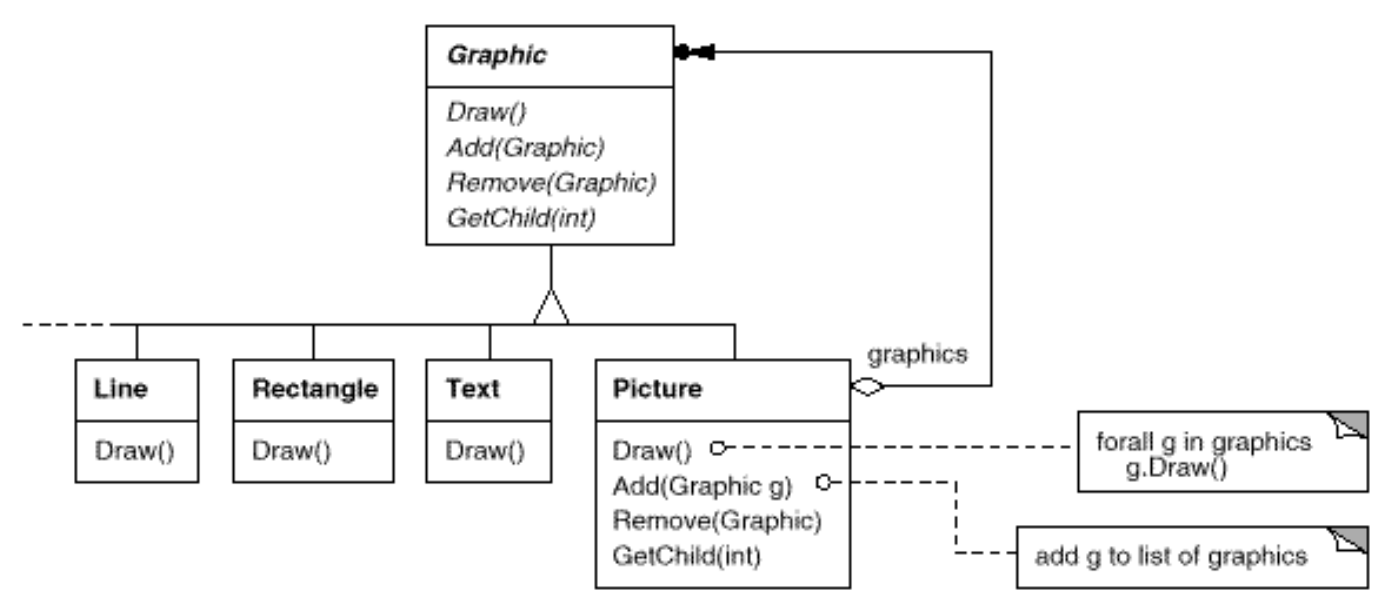 Graphic
Draw()
Add(Graphic)
Remove(Graphic)
GetChild(int)
graphics
Line
Draw()
Rectangle
Draw()
Text
Draw()
Picture
Draw()
Add(Graphic g)
Remove(Graphic)
GetChild(int)
forall g in graphics
g.Draw()
add g to list of graphics